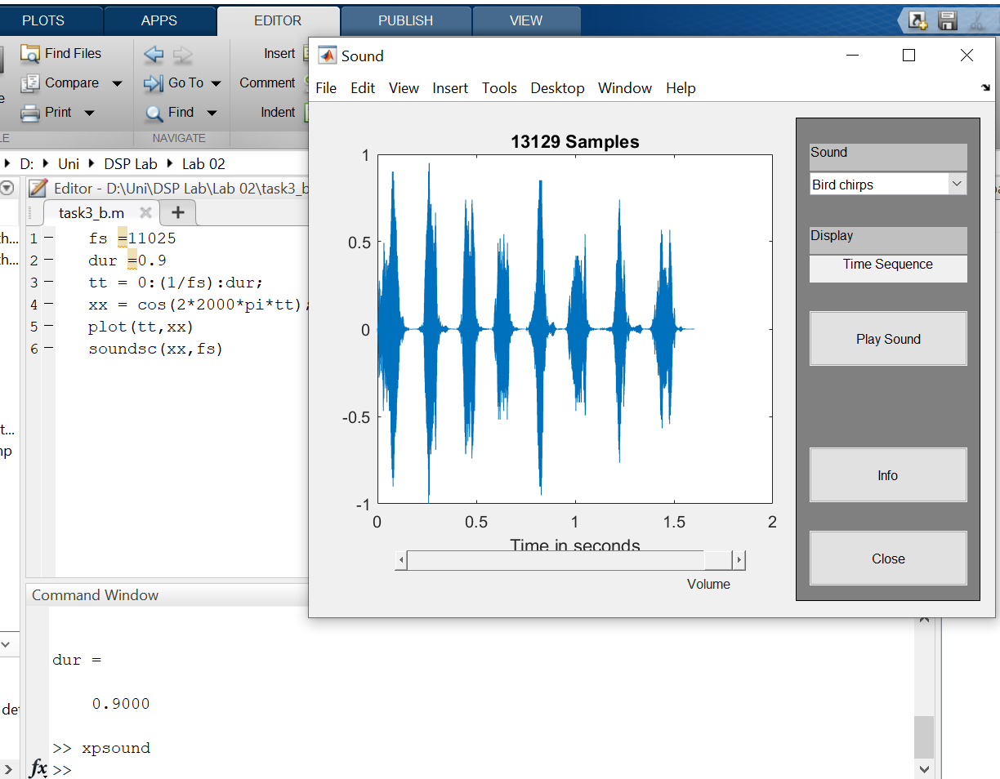 PLOTS APPS EDITOR PUBLISH VIEW
Find Files
Compare
Print
Go To
Find
NAVIGATE
Insert
Comment
Indent
D: Uni DSP Lab Lab 02
Editor - D:\Uni\DSP Lab\Lab 02\task3_b
task3_b.m
1 fs =11025
2 dur =0.9
3 tt = 0:(1/fs):dur;
4 xx = cos(2*2000*pi*tt);
5 plot(tt,xx)
6 soundsc(xx,fs)
Sound
File Edit View Insert Tools Desktop Window Help
13129 Samples
1
0.5
0
-0.5
-1
0 0.5 1 1.5 2
Time in seconds
Volume
Sound
Bird chirps
Display
Time Sequence
Play Sound
Info
Close
Command Window
dur =
0.9000
>> xpsound
fx >>